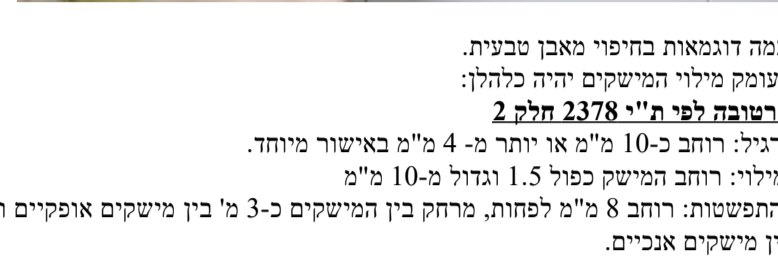 דוגמאות בחיפוי מאבן טבעית.
עומק מילוי המישקים יהיה כלהלן:
רטובה לפי ת"י 2378 חלק 2
רגיל: רוחב כ-10 מ"מ או יותר מ- 4 מ"מ באישור מיוחד.
מילוי: רוחב המישק כפול 1.5 וגדול מ-10 מ"מ
התפשטות: רוחב 8 מ"מ לפחות, מרחק בין המישקים כ-3 מ' בין מישקים אופקיים
מישקים אנכיים.